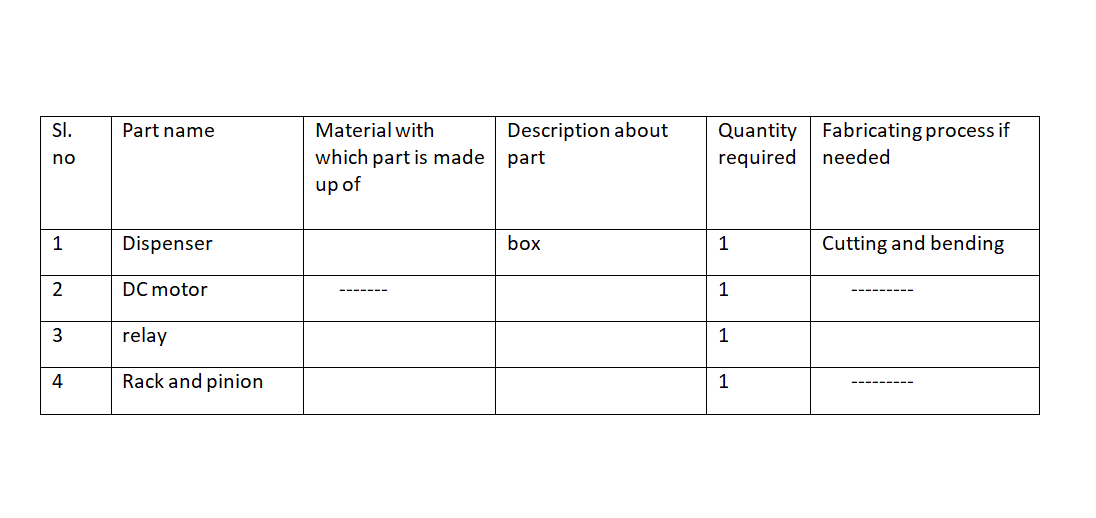 Sl. no Part name Material with which part is made up of Description about part Quantity required Fabricating process if needed
1 Dispenser box 1 Cutting and bending
2 DC motor ------- 1 ---------
3 relay 1
4 Rack and pinion 1 ---------